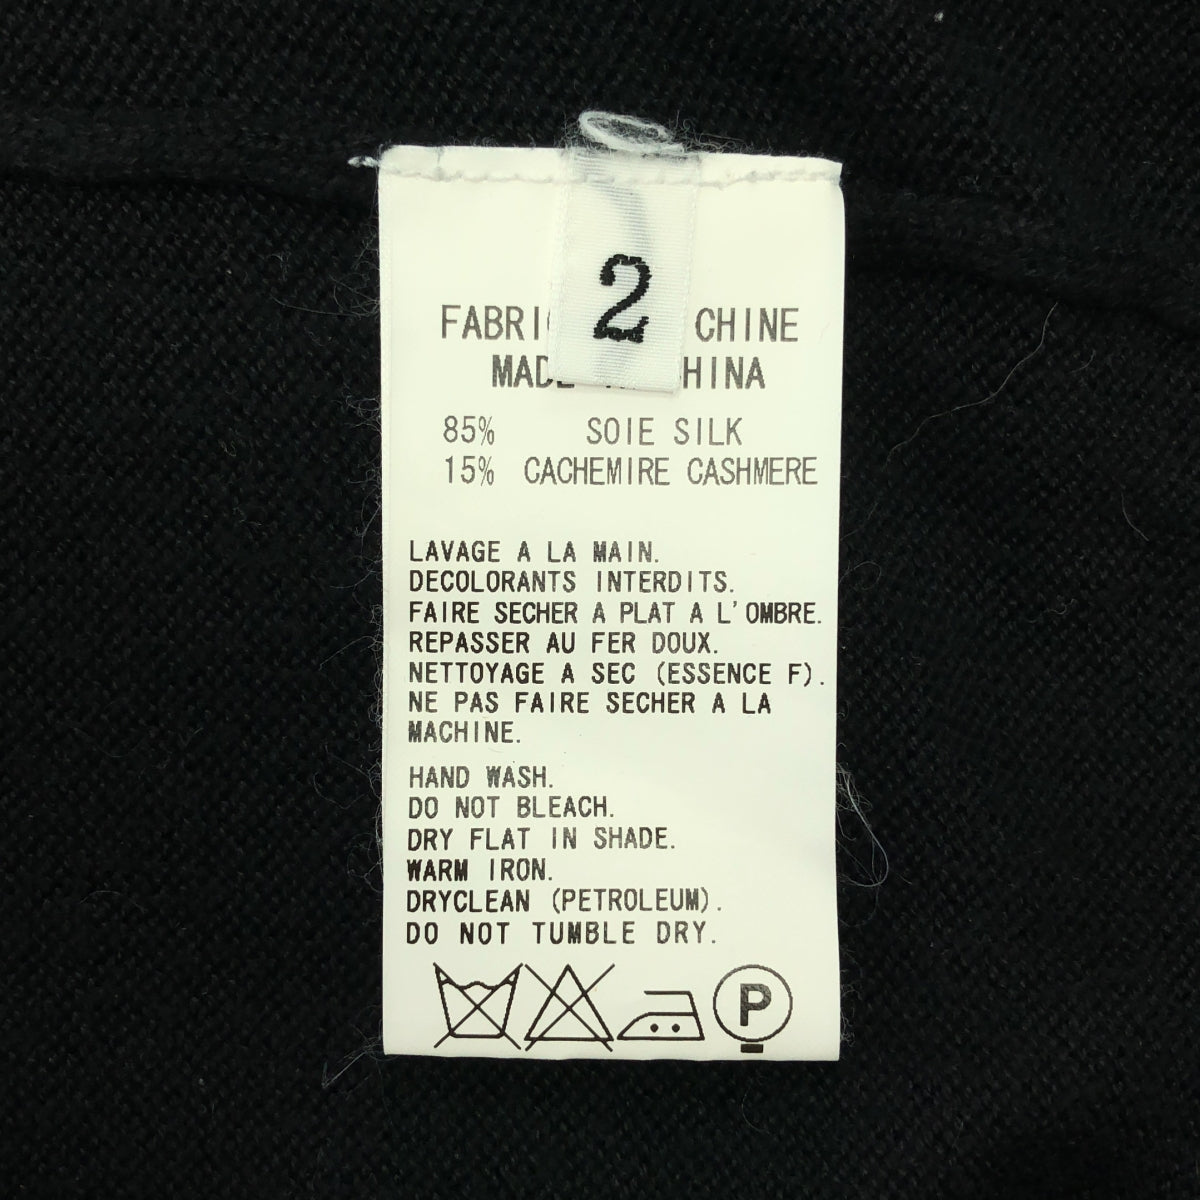 2
FABRI CHINE
MADE HINA
85% SOIE SILK
15% CACHEMIRE CASHMERE
LAVAGE A LA MAIN.
DECOLORANTS INTERDITS.
FAIRE SECHER A PLAT A L'OMBRE.
REPASSER AU FER DOUX.
NETTOYAGE A SEC (ESSENCE F).
NE PAS FAIRE SECHER A LA
MACHINE.
HAND WASH.
DO NOT BLEACH.
DRY FLAT IN SHADE.
WARM IRON.
DRYCLEAN (PETROLEUM).
DO NOT TUMBLE DRY.
P